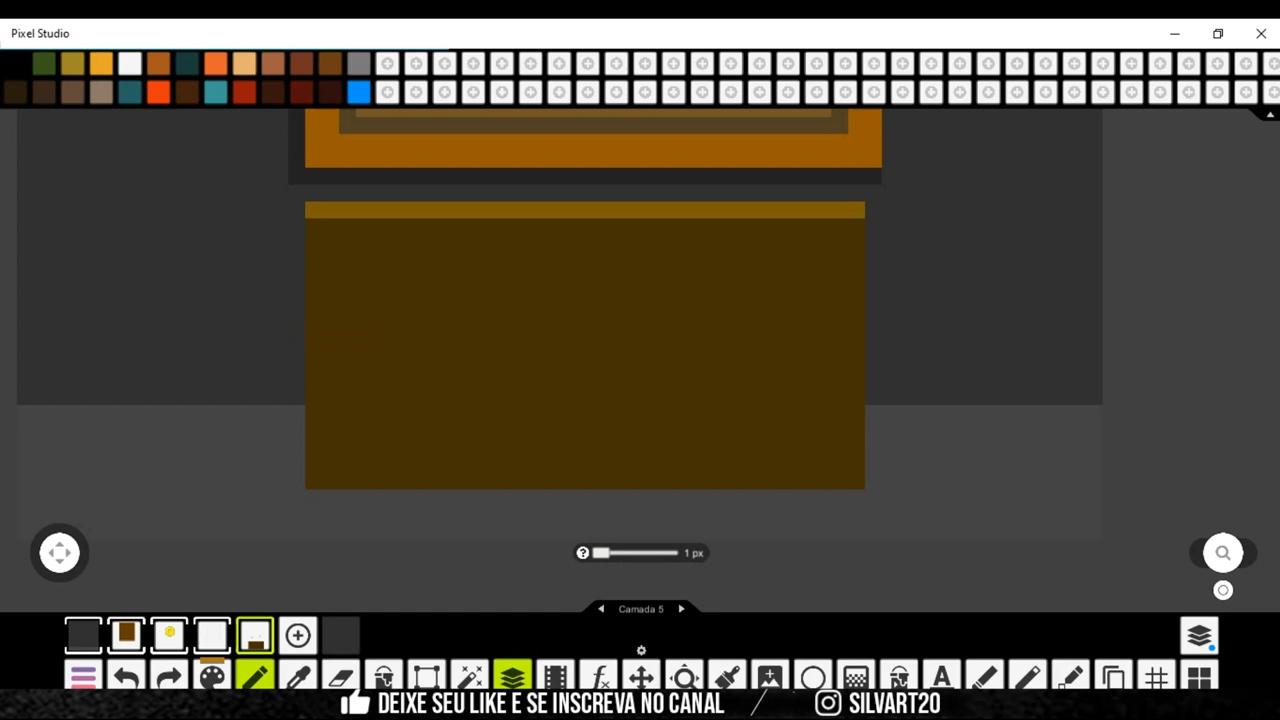 Pixel Studio
1 px
Camada 5
DEIXE SEU LIKE E SE INSCREVA NO CANAL
SILVART20